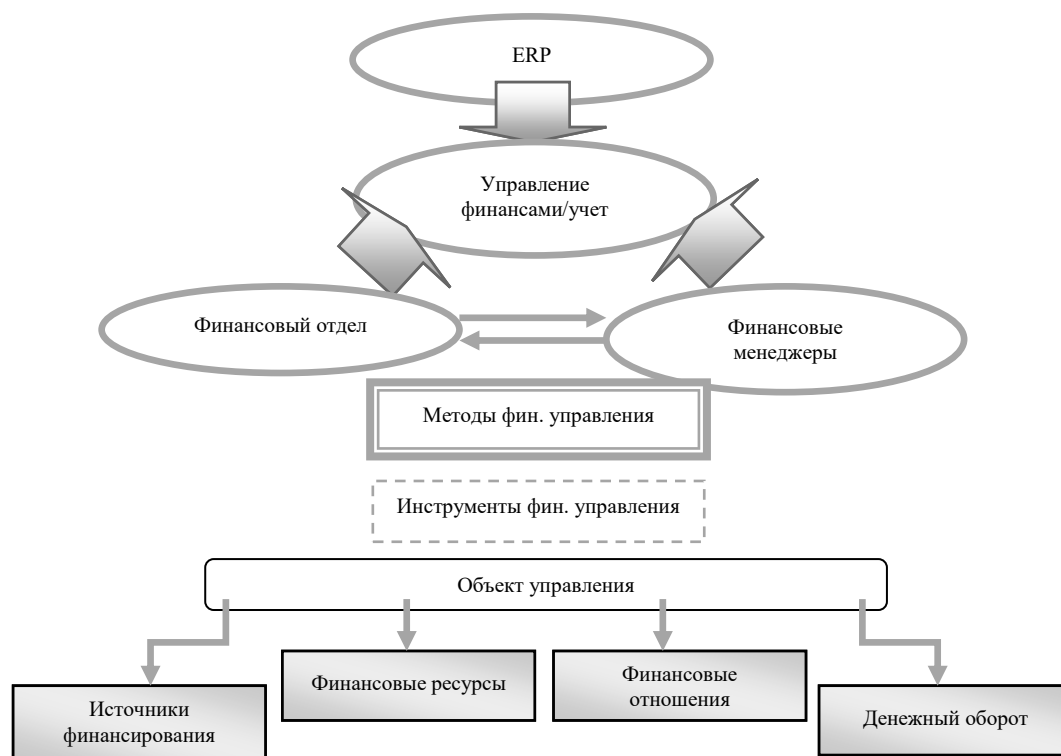 ERP
Управление
финансами/учет
Финансовый отдел
Финансовые
менеджеры
Методы фин. управления
Инструменты фин. управления
Объект управления
Источники
финансирования
Финансовые ресурсы
Финансовые
отношения
Денежный оборот